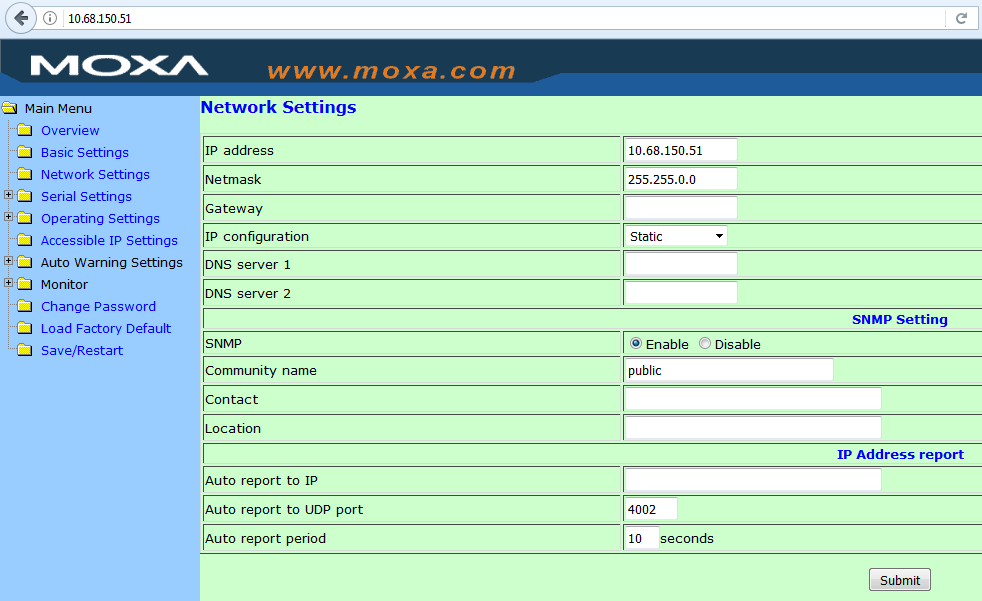 10.68.150.51
MOXA www.moxa.com
Main Menu
Overview
Basic Settings
Network Settings
Serial Settings
Operating Settings
Accessible IP Settings
Auto Warning Settings
Monitor
Change Password
Load Factory Default
Save/Restart
Network Settings
IP address 10.68.150.51
Netmask 255.255.0.0
Gateway
IP configuration Static
DNS server 1
DNS server 2
SNMP Setting
SNMP Enable Disable
Community name public
Contact
Location
IP Address report
Auto report to IP
Auto report to UDP port 4002
Auto report period 10 seconds
Submit